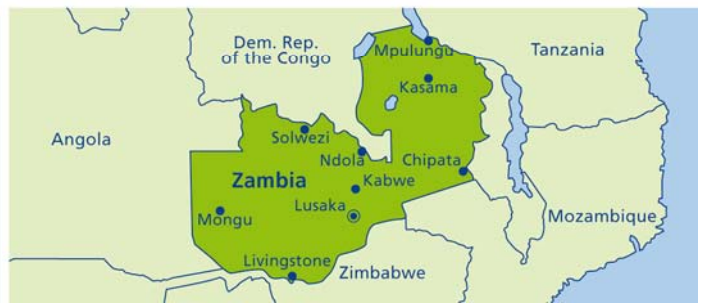 Dem. Rep.
of the Congo
Mpulungu
Tanzania
Kasama
Angola
Solwezi
Ndola
Chipata
Zambia
Kabwe
Lusaka
Mongu
Mozambique
Livingstone
Zimbabwe